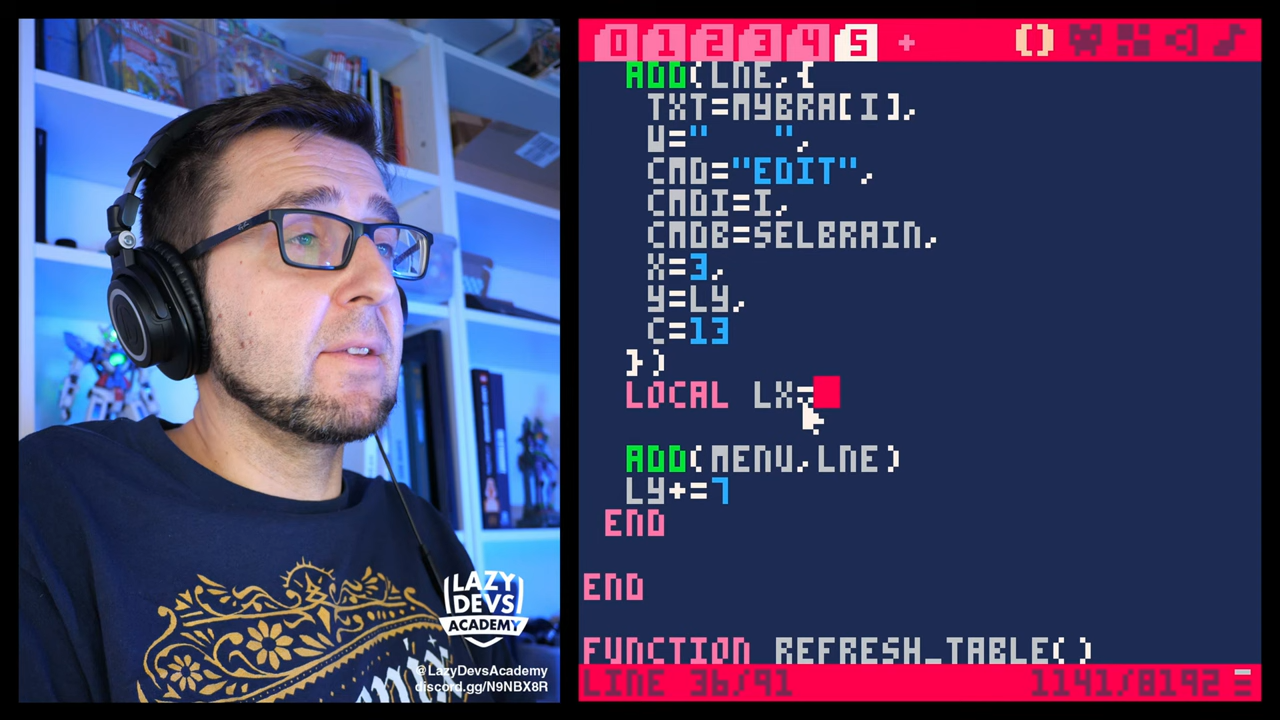 0 1 2 3 4 5 + ()
ADD(LNE,{
TXT=MYBRA[I],
W="    ",
CMD="EDIT",
CMDI=I,
CMDB=SELBRAIN,
X=3,
Y=LY,
C=13
})
LOCAL LX=
ADD(MENU,LNE)
LY+=7
END
END
FUNCTION REFRESH_TABLE()
LINE 36/91 1141/8192
LAZY
DEVS
ACADEMY
@LazyDevsAcademy
discord.gg/N9NBX8R